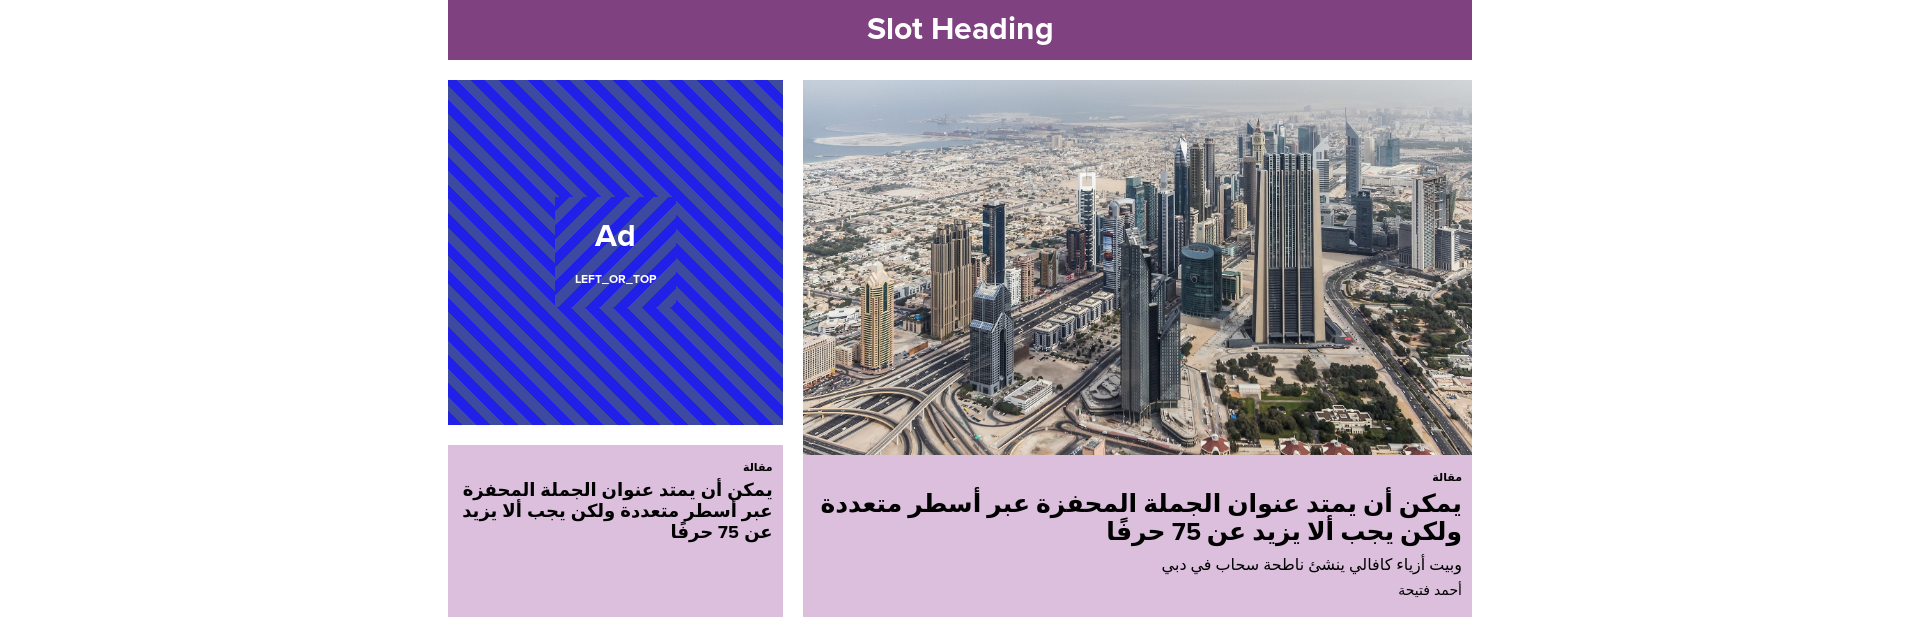 Slot Heading
Ad
LEFT_OR_TOP
مقالة
يمكن أن يمتد عنوان الجملة المحفزة عبر أسطر متعددة
ولكن يجب ألا يزيد عن 75 حرفًا
وبيت أزياء كافالي ينشئ ناطحة سحاب في دبي
أحمد فتيحة
مقالة
يمكن أن يمتد عنوان الجملة المحفزة
عبر أسطر متعددة ولكن يجب ألا يزيد
عن 75 حرفًا